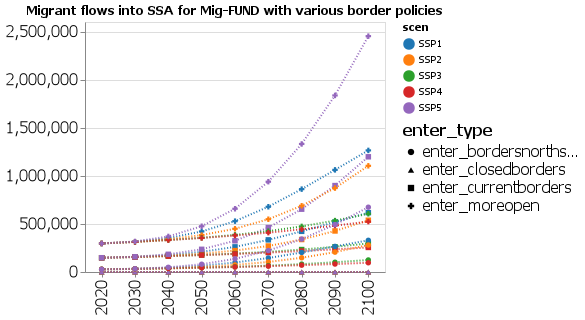 Migrant flows into SSA for Mig-FUND with various border policies
2,500,000
2,000,000
1,500,000
1,000,000
500,000
0
2020
2030
2040
2050
2060
2070
2080
2090
2100
scen
SSP1
SSP2
SSP3
SSP4
SSP5
enter_type
enter_bordersnorths...
enter_closedborders
enter_currentborders
enter_moreopen